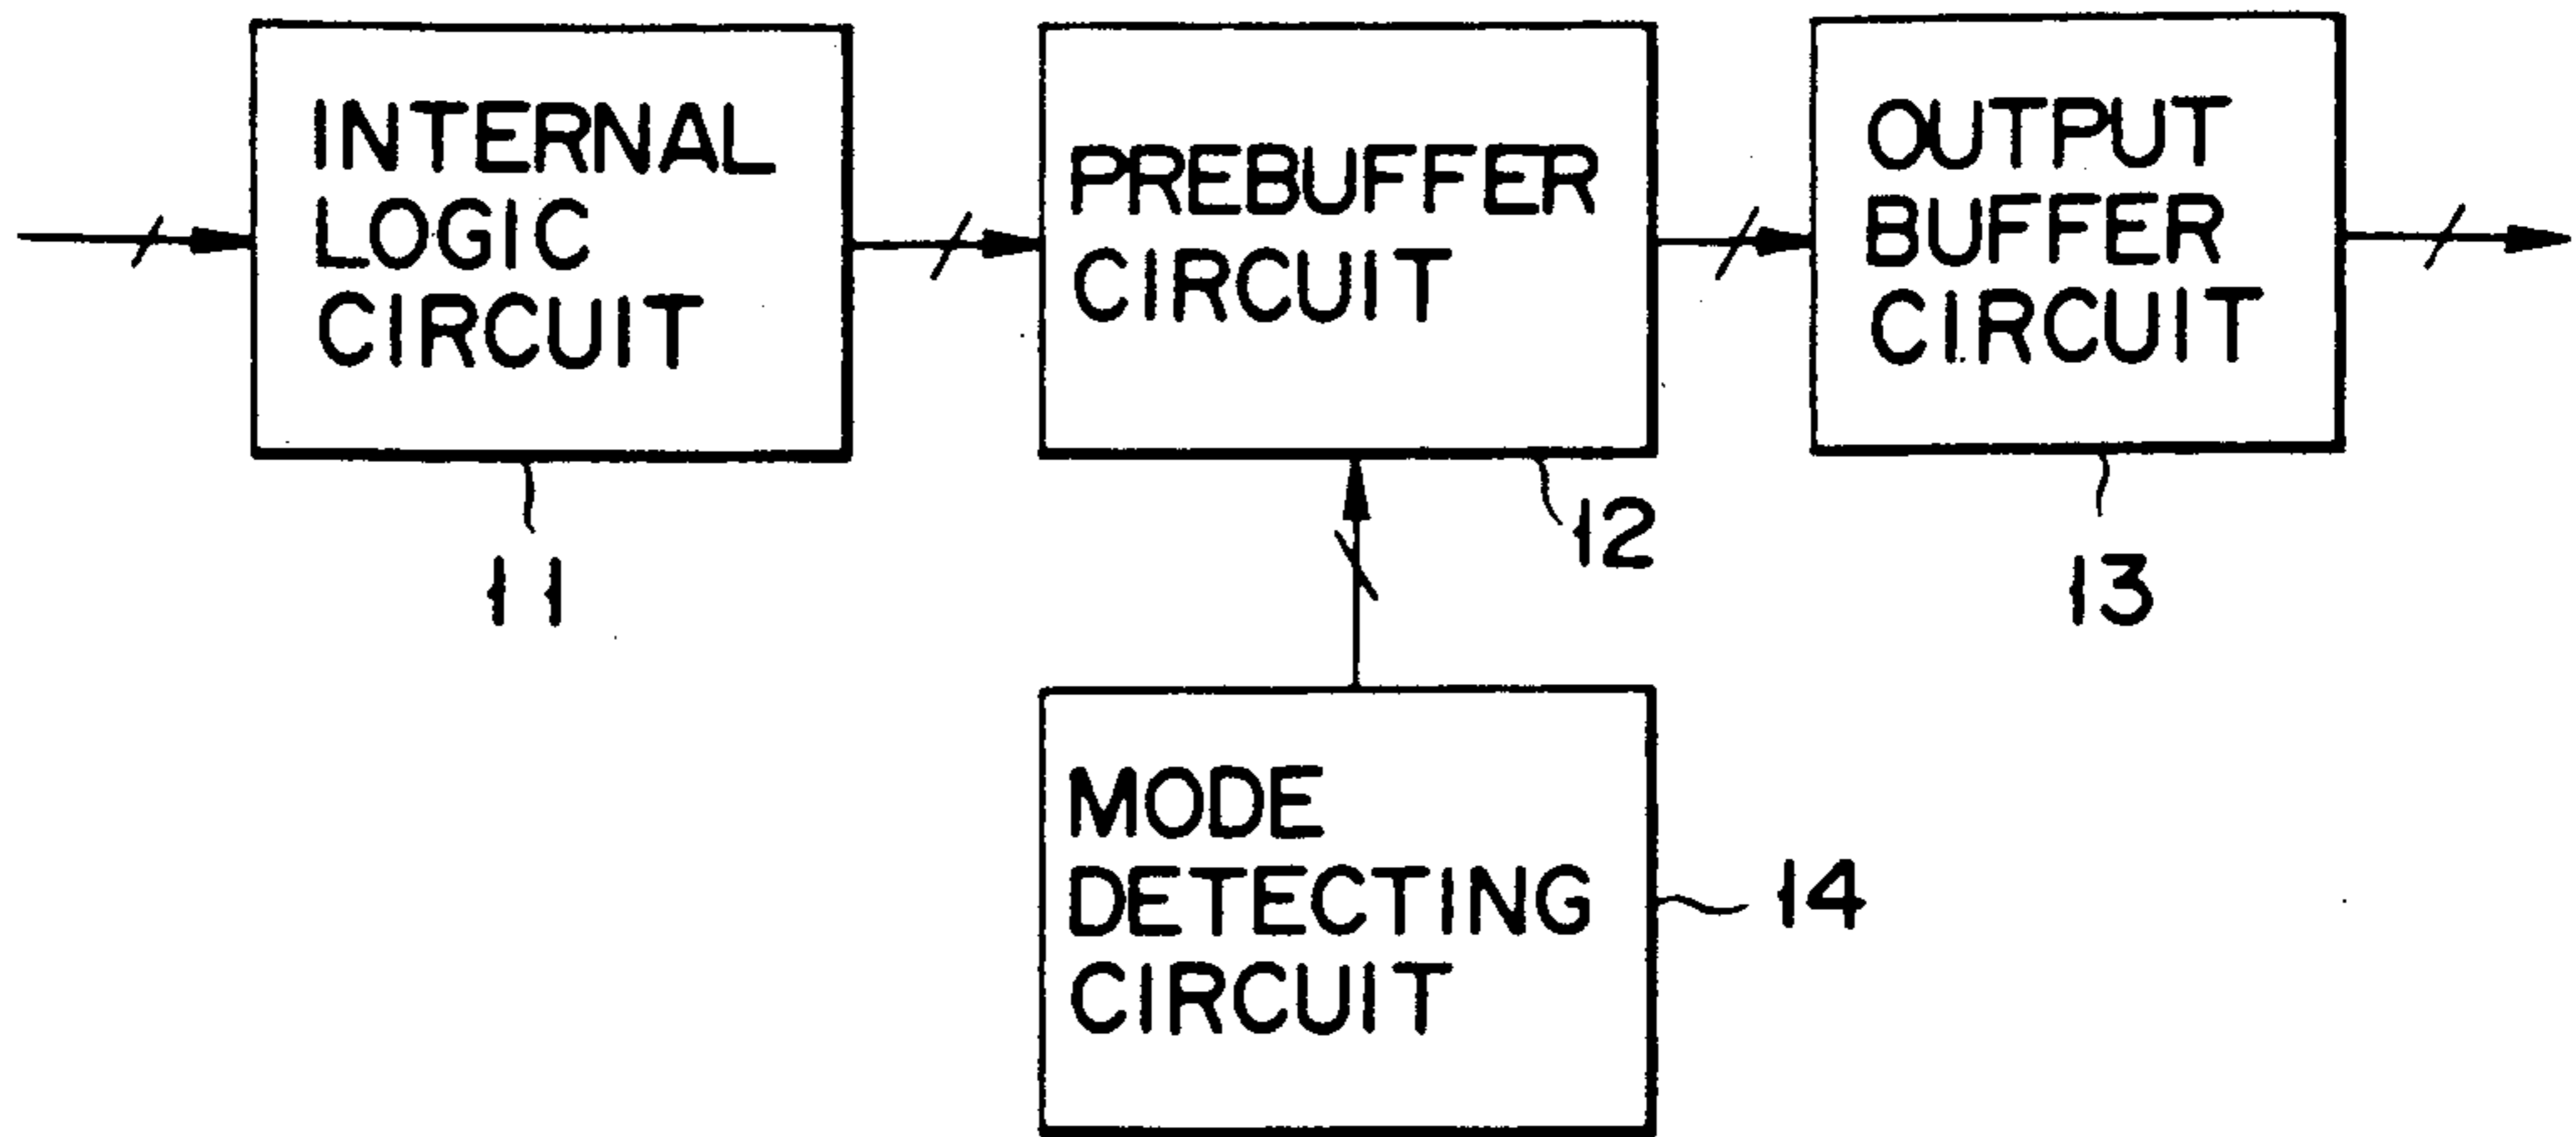 INTERNAL
LOGIC
CIRCUIT
11
PREBUFFER
CIRCUIT
12
OUTPUT
BUFFER
CIRCUIT
13
MODE
DETECTING
CIRCUIT
14